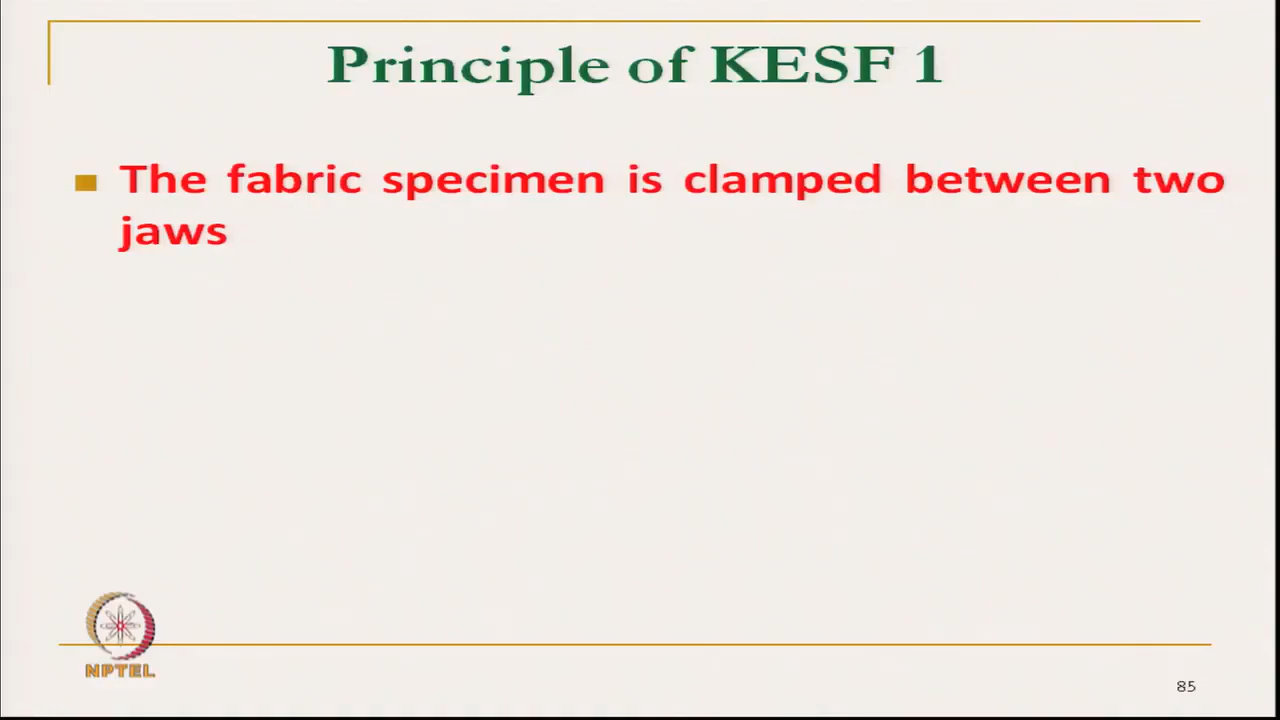 Principle of KESF 1
The fabric specimen is clamped between two
jaws
NPTEL
85